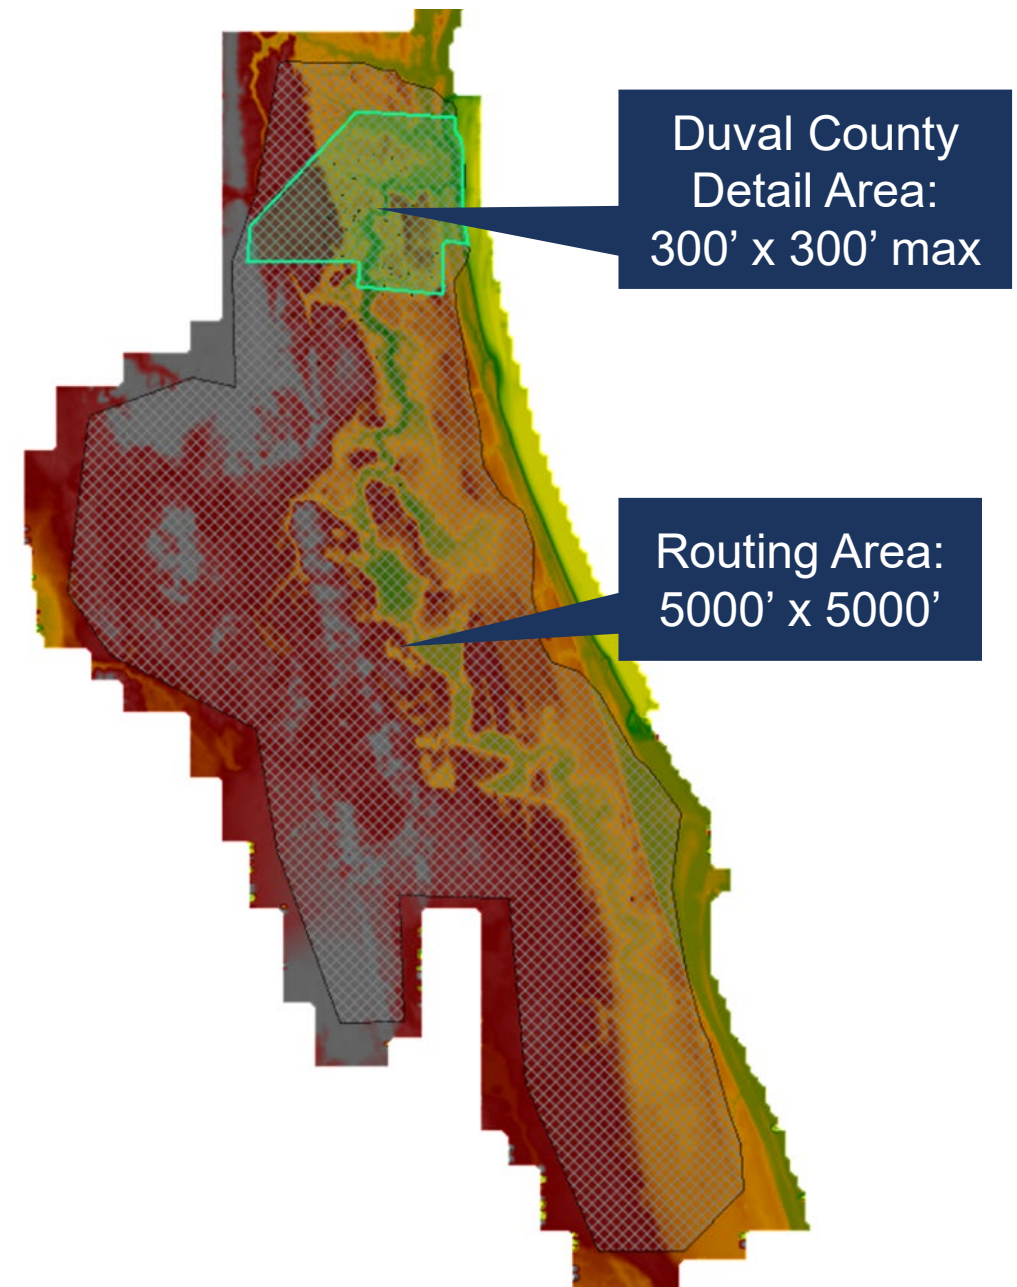 Duval County
Detail Area:
300’ x 300’ max
Routing Area:
5000’ x 5000’